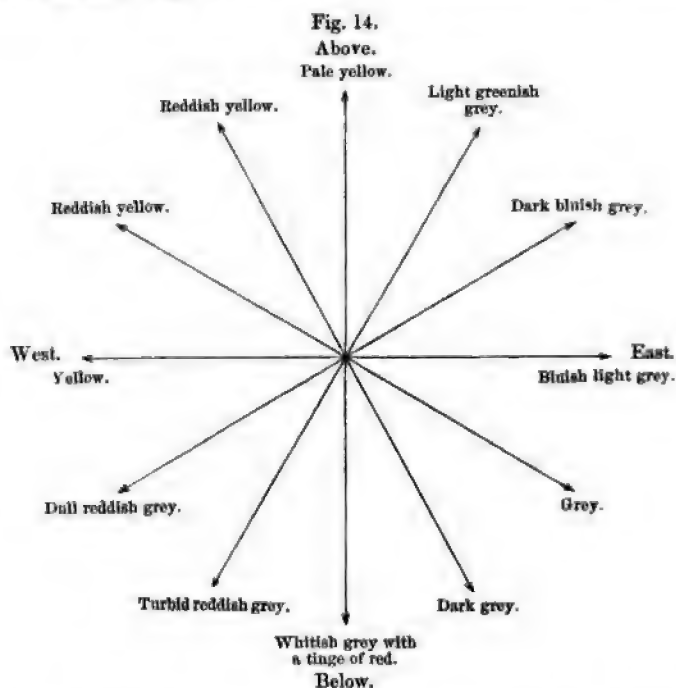 Fig. 14.
Above.
Pale yellow.
Reddish yellow.
Light greenish
grey.
Reddish yellow.
Dark bluish grey.
West.
East.
Yellow.
Bluish light grey.
Dull reddish grey.
Grey.
Turbid reddish grey.
Dark grey.
Whitish grey with
a tinge of red.
Below.